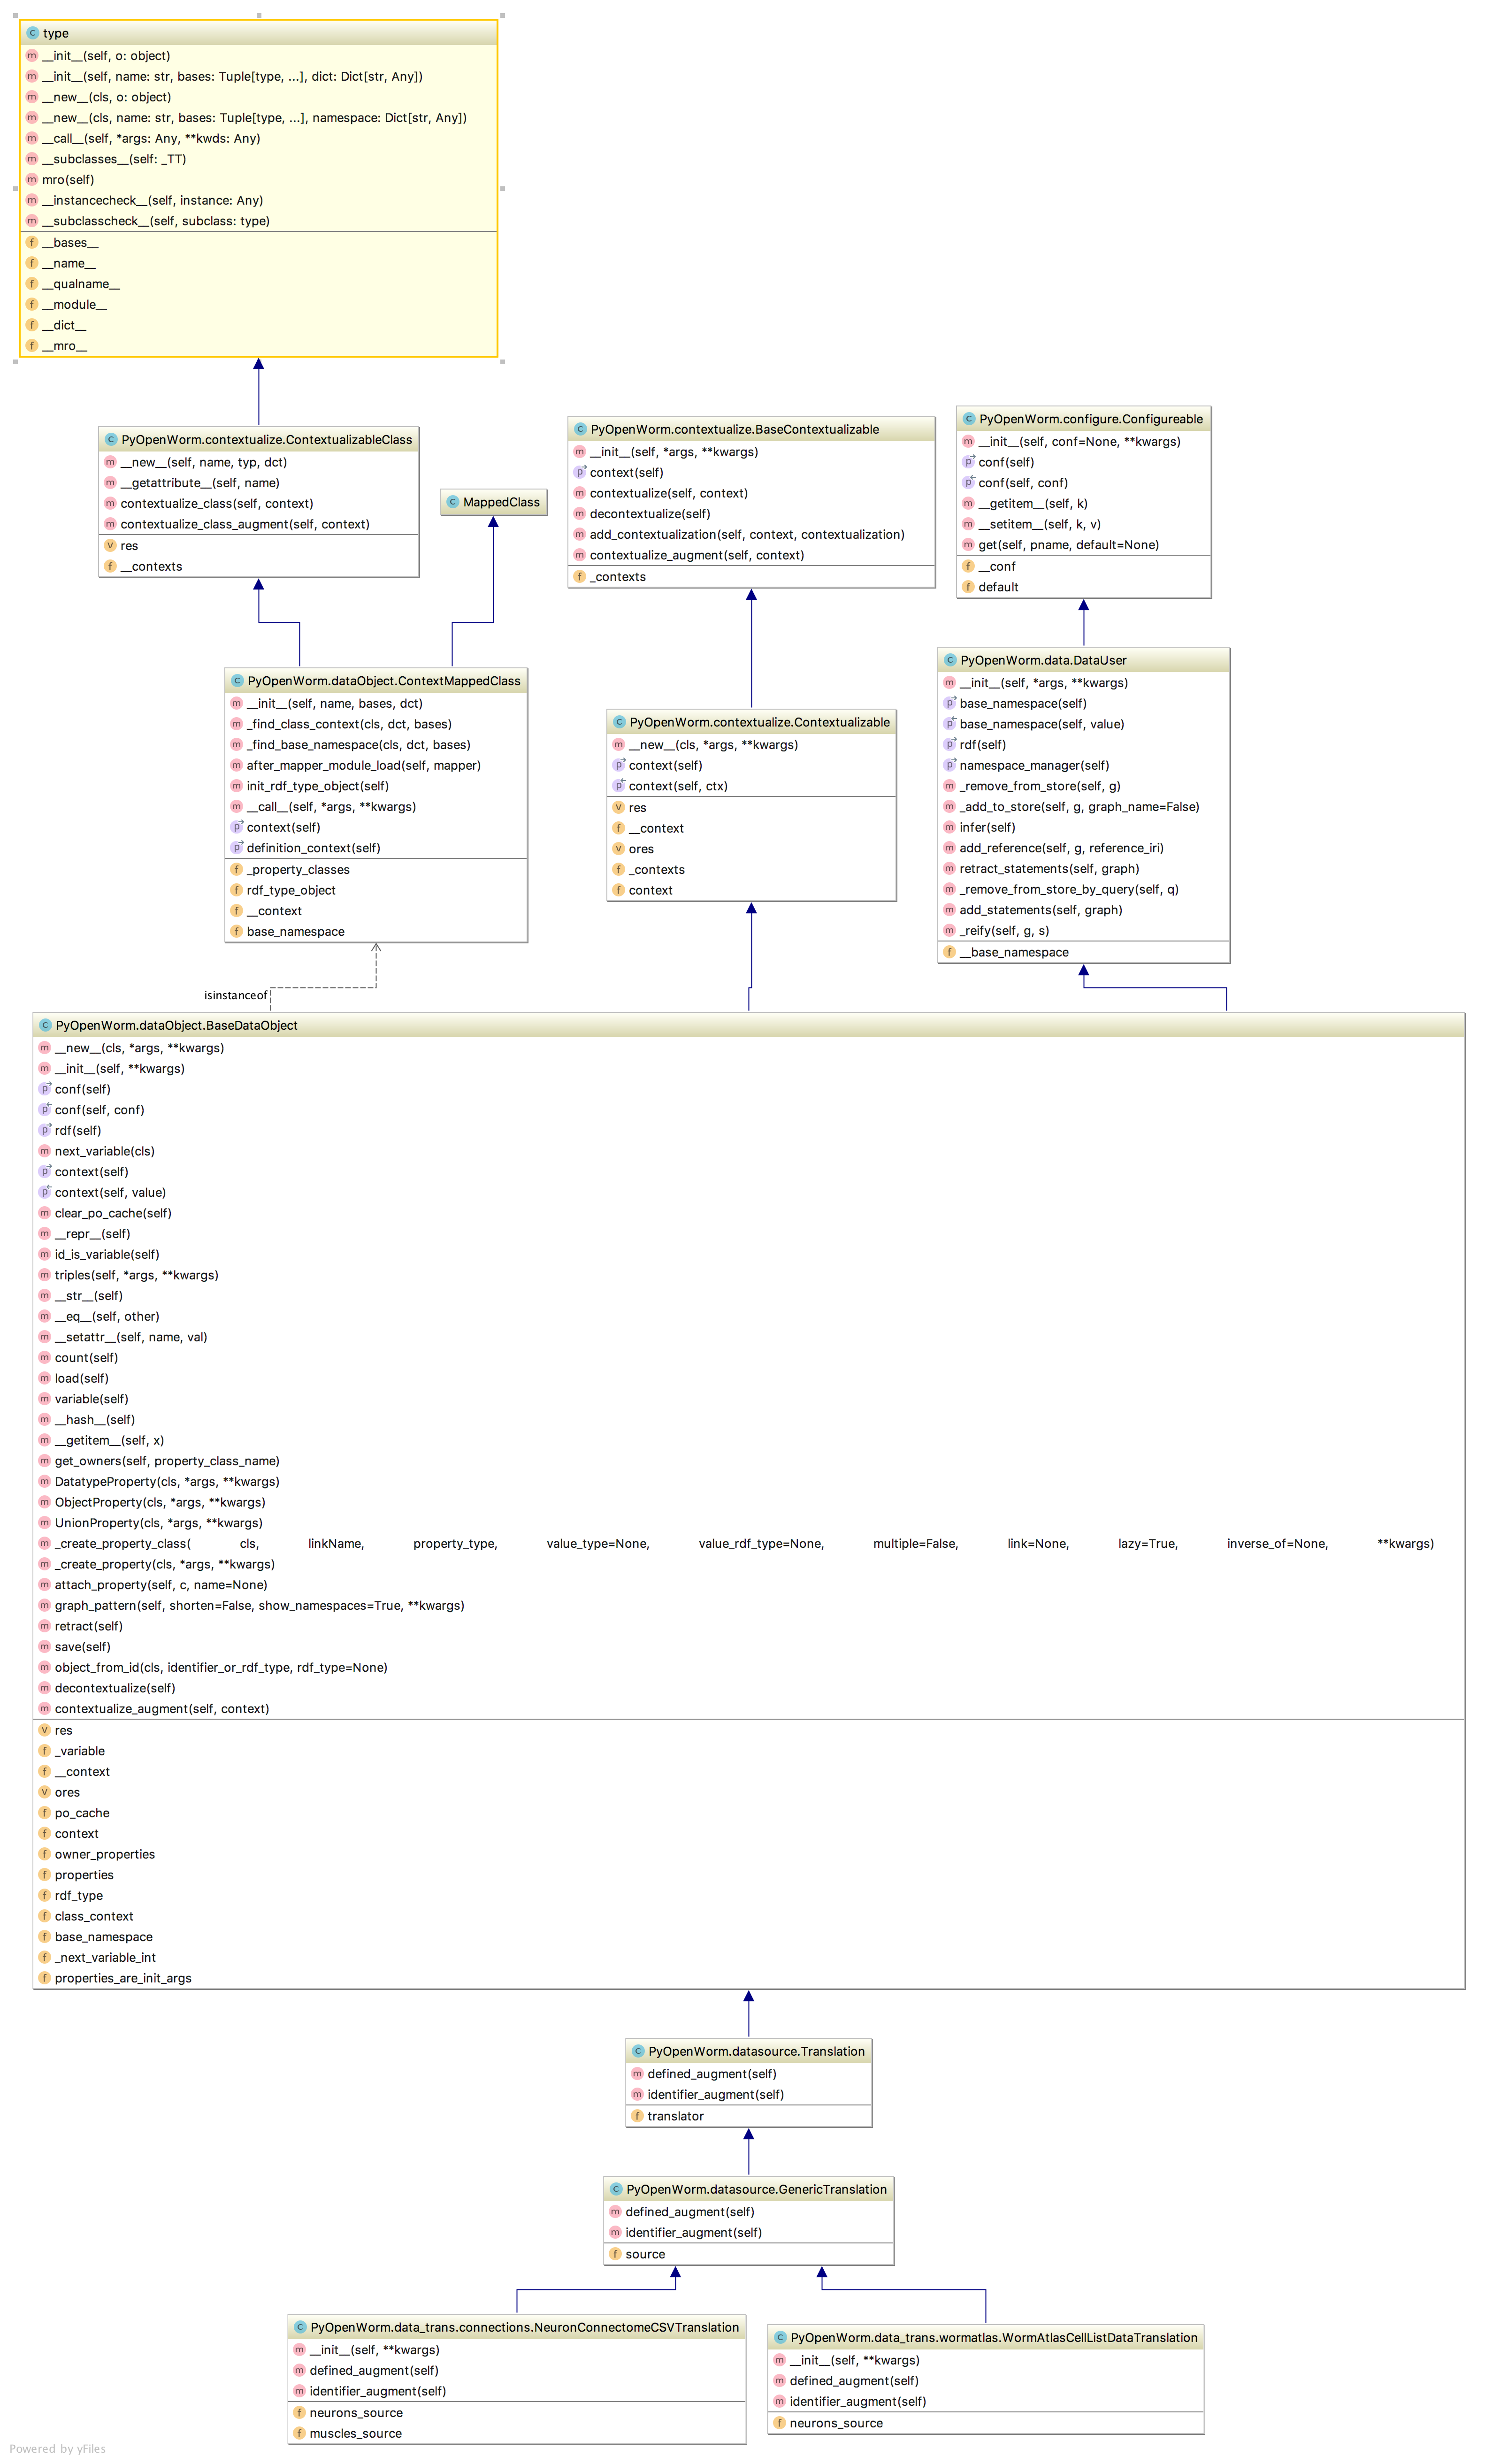 type
__init__(self, o: object)
__init__(self, name: str, bases: Tuple[type, ...], dict: Dict[str, Any])
__new__(cls, o: object)
__new__(cls, name: str, bases: Tuple[type, ...], namespace: Dict[str, Any])
__call__(self, *args: Any, **kwds: Any)
__subclasses__(self: _TT)
mro(self)
__instancecheck__(self, instance: Any)
__subclasscheck__(self, subclass: type)
__bases__
__name__
__qualname__
__module__
__dict__
__mro__
PyOpenWorm.contextualize.ContextualizableClass
__new__(self, name, typ, dct)
__getattribute__(self, name)
contextualize_class(self, context)
contextualize_class_augment(self, context)
res
__contexts
MappedClass
PyOpenWorm.contextualize.BaseContextualizable
__init__(self, *args, **kwargs)
context(self)
contextualize(self, context)
decontextualize(self)
add_contextualization(self, context, contextualization)
contextualize_augment(self, context)
_contexts
PyOpenWorm.configure.Configureable
__init__(self, conf=None, **kwargs)
conf(self)
conf(self, conf)
__getitem__(self, k)
__setitem__(self, k, v)
get(self, pname, default=None)
__conf
default
PyOpenWorm.dataObject.ContextMappedClass
__init__(self, name, bases, dct)
_find_class_context(cls, dct, bases)
_find_base_namespace(cls, dct, bases)
after_mapper_module_load(self, mapper)
init_rdf_type_object(self)
__call__(self, *args, **kwargs)
context(self)
definition_context(self)
_property_classes
rdf_type_object
__context
base_namespace
PyOpenWorm.contextualize.Contextualizable
__new__(cls, *args, **kwargs)
context(self)
context(self, ctx)
res
__context
ores
_contexts
context
PyOpenWorm.data.DataUser
__init__(self, *args, **kwargs)
base_namespace(self)
base_namespace(self, value)
rdf(self)
namespace_manager(self)
_remove_from_store(self, g)
_add_to_store(self, g, graph_name=False)
infer(self)
add_reference(self, g, reference_iri)
retract_statements(self, graph)
_remove_from_store_by_query(self, q)
add_statements(self, graph)
_reify(self, g, s)
__base_namespace
isinstanceof
PyOpenWorm.dataObject.BaseDataObject
__new__(cls, *args, **kwargs)
__init__(self, **kwargs)
conf(self)
conf(self, conf)
rdf(self)
next_variable(cls)
context(self)
context(self, value)
clear_po_cache(self)
__repr__(self)
id_is_variable(self)
triples(self, *args, **kwargs)
__str__(self)
__eq__(self, other)
__setattr__(self, name, val)
count(self)
load(self)
variable(self)
__hash__(self)
__getitem__(self, x)
get_owners(self, property_class_name)
DatatypeProperty(cls, *args, **kwargs)
ObjectProperty(cls, *args, **kwargs)
UnionProperty(cls, *args, **kwargs)
_create_property_class( cls, linkName, property_type, value_type=None, value_rdf_type=None, multiple=False, link=None, lazy=True, inverse_of=None, **kwargs)
_create_property(cls, *args, **kwargs)
attach_property(self, c, name=None)
graph_pattern(self, shorten=False, show_namespaces=True, **kwargs)
retract(self)
save(self)
object_from_id(cls, identifier_or_rdf_type, rdf_type=None)
decontextualize(self)
contextualize_augment(self, context)
res
_variable
__context
ores
po_cache
context
owner_properties
properties
rdf_type
class_context
base_namespace
_next_variable_int
properties_are_init_args
PyOpenWorm.datasource.Translation
defined_augment(self)
identifier_augment(self)
translator
PyOpenWorm.datasource.GenericTranslation
defined_augment(self)
identifier_augment(self)
source
PyOpenWorm.data_trans.connections.NeuronConnectomeCSVTranslation
__init__(self, **kwargs)
defined_augment(self)
identifier_augment(self)
neurons_source
muscles_source
PyOpenWorm.data_trans.wormatlas.WormAtlasCellListDataTranslation
__init__(self, **kwargs)
defined_augment(self)
identifier_augment(self)
neurons_source
Powered by yFiles